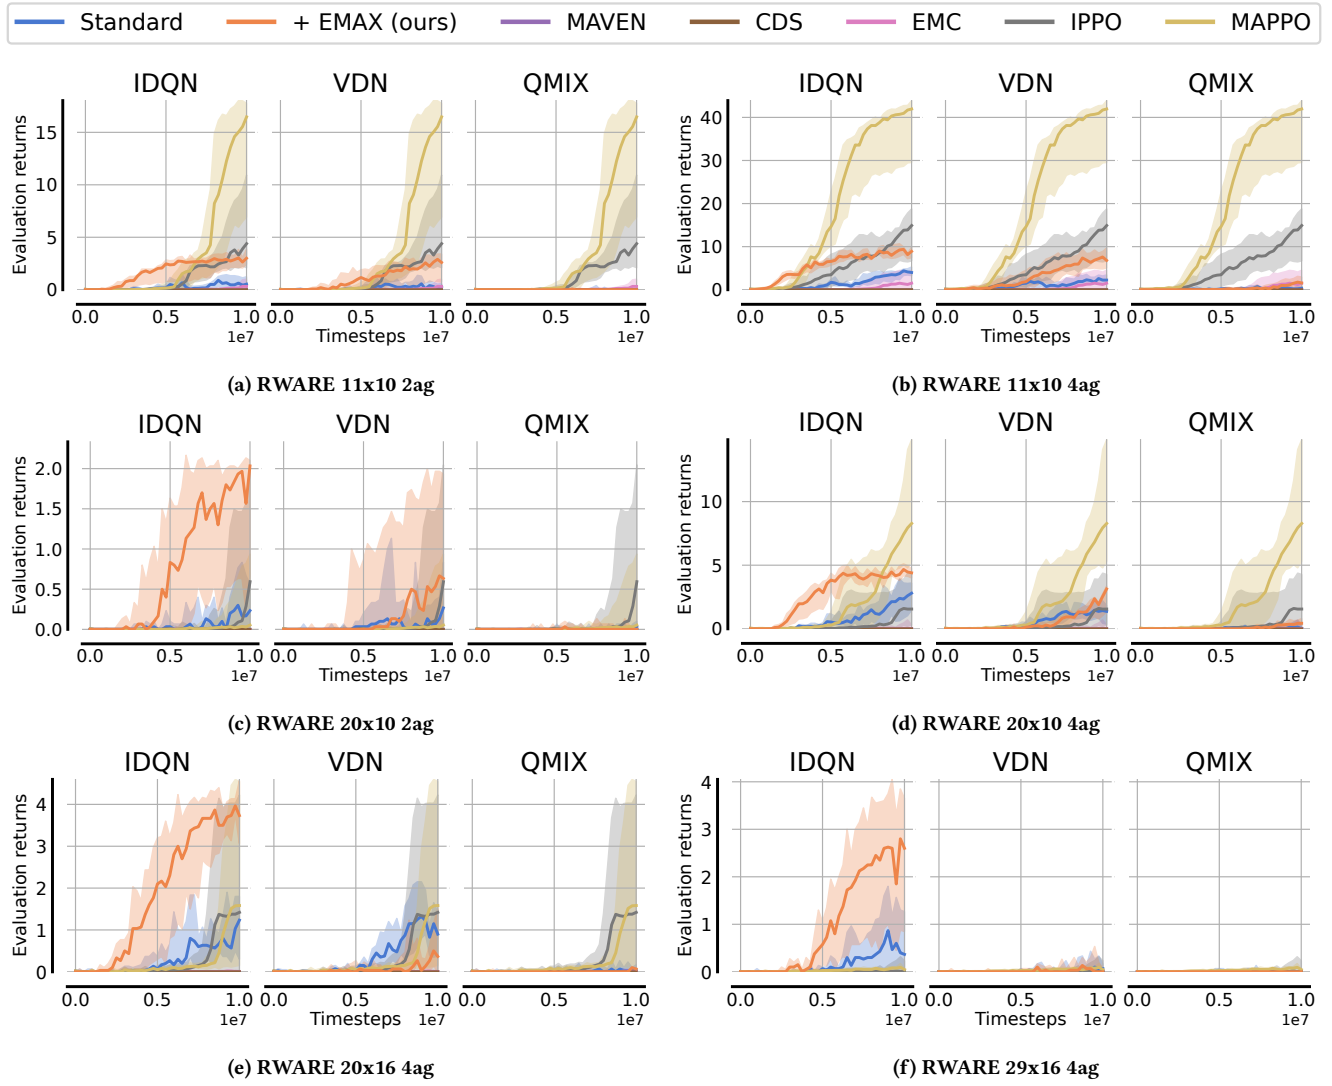 Standard + EMAX (ours) MAVEN CDS EMC IPPO MAPPO
IDQN VDN QMIX
Evaluation returns
15
10
5
0
0.0 0.5 1.0 0.0 0.5 1.0 0.0 0.5 1.0
1e7 Timesteps 1e7 1e7
(a) RWARE 11x10 2ag
IDQN VDN QMIX
Evaluation returns
40
30
20
10
0
0.0 0.5 1.0 0.0 0.5 1.0 0.0 0.5 1.0
1e7 Timesteps 1e7 1e7
(b) RWARE 11x10 4ag
IDQN VDN QMIX
Evaluation returns
2.0
1.5
1.0
0.5
0.0
0.0 0.5 1.0 0.0 0.5 1.0 0.0 0.5 1.0
1e7 Timesteps 1e7 1e7
(c) RWARE 20x10 2ag
IDQN VDN QMIX
Evaluation returns
10
5
0
0.0 0.5 1.0 0.0 0.5 1.0 0.0 0.5 1.0
1e7 Timesteps 1e7 1e7
(d) RWARE 20x10 4ag
IDQN VDN QMIX
Evaluation returns
4
3
2
1
0
0.0 0.5 1.0 0.0 0.5 1.0 0.0 0.5 1.0
1e7 Timesteps 1e7 1e7
(e) RWARE 20x16 4ag
IDQN VDN QMIX
Evaluation returns
4
3
2
1
0
0.0 0.5 1.0 0.0 0.5 1.0 0.0 0.5 1.0
1e7 Timesteps 1e7 1e7
(f) RWARE 29x16 4ag